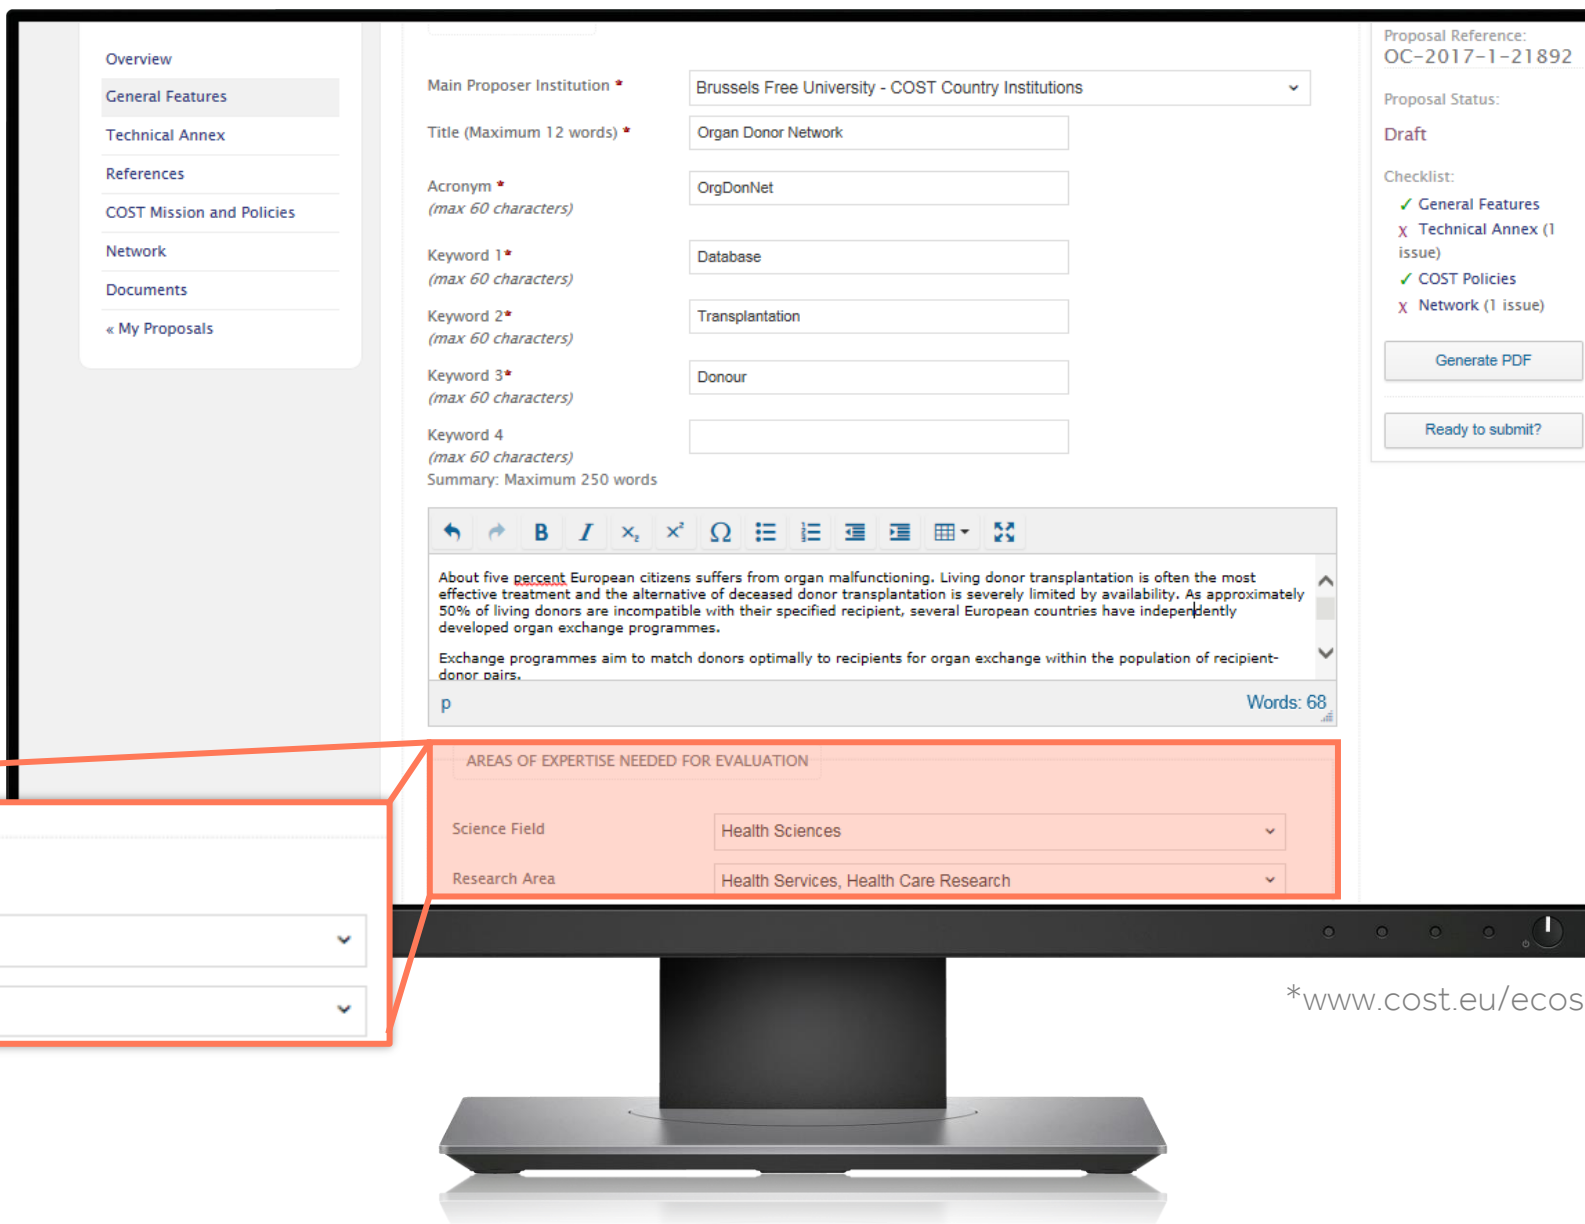 Overview
General Features
Technical Annex
References
COST Mission and Policies
Network
Documents
« My Proposals
Main Proposer Institution *
Brussels Free University - COST Country Institutions
Title (Maximum 12 words) *
Organ Donor Network
Acronym *
(max 60 characters)
OrgDonNet
Keyword 1*
(max 60 characters)
Database
Keyword 2*
(max 60 characters)
Transplantation
Keyword 3*
(max 60 characters)
Donour
Keyword 4
(max 60 characters)
Summary: Maximum 250 words
B I x₂ x² Ω
About five percent European citizens suffers from organ malfunctioning. Living donor transplantation is often the most
effective treatment and the alternative of deceased donor transplantation is severely limited by availability. As approximately
50% of living donors are incompatible with their specified recipient, several European countries have independently
developed organ exchange programmes.
Exchange programmes aim to match donors optimally to recipients for organ exchange within the population of recipient-
donor pairs.
p
Words: 68
AREAS OF EXPERTISE NEEDED FOR EVALUATION
Science Field
Health Sciences
Research Area
Health Services, Health Care Research
Proposal Reference:
OC-2017-1-21892
Proposal Status:
Draft
Checklist:
✓ General Features
χ Technical Annex (1
issue)
✓ COST Policies
χ Network (1 issue)
Generate PDF
Ready to submit?
*www.cost.eu/ecos